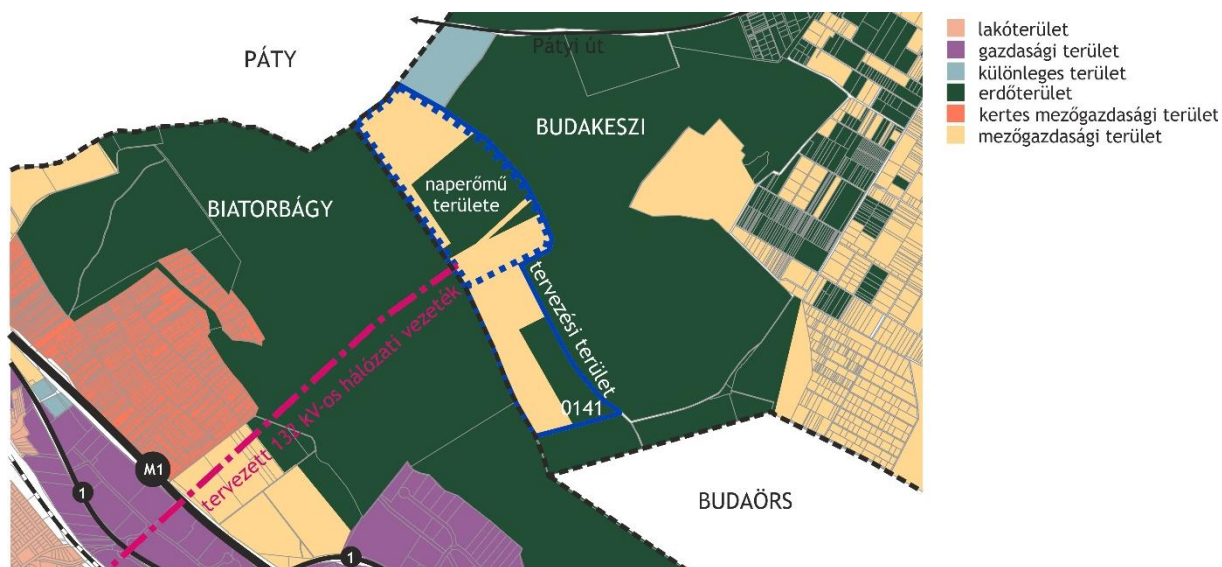 PÁTY
Pátyi út
BUDAKESZI
BIATORBÁGY
naperőmű
területe
tervezési terület
0141
tervezett 132 kV-os hálózati vezeték
M1
1
1
BUDAÖRS
lakóterület
gazdasági terület
különleges terület
erdőterület
kertes mezőgazdasági terület
mezőgazdasági terület